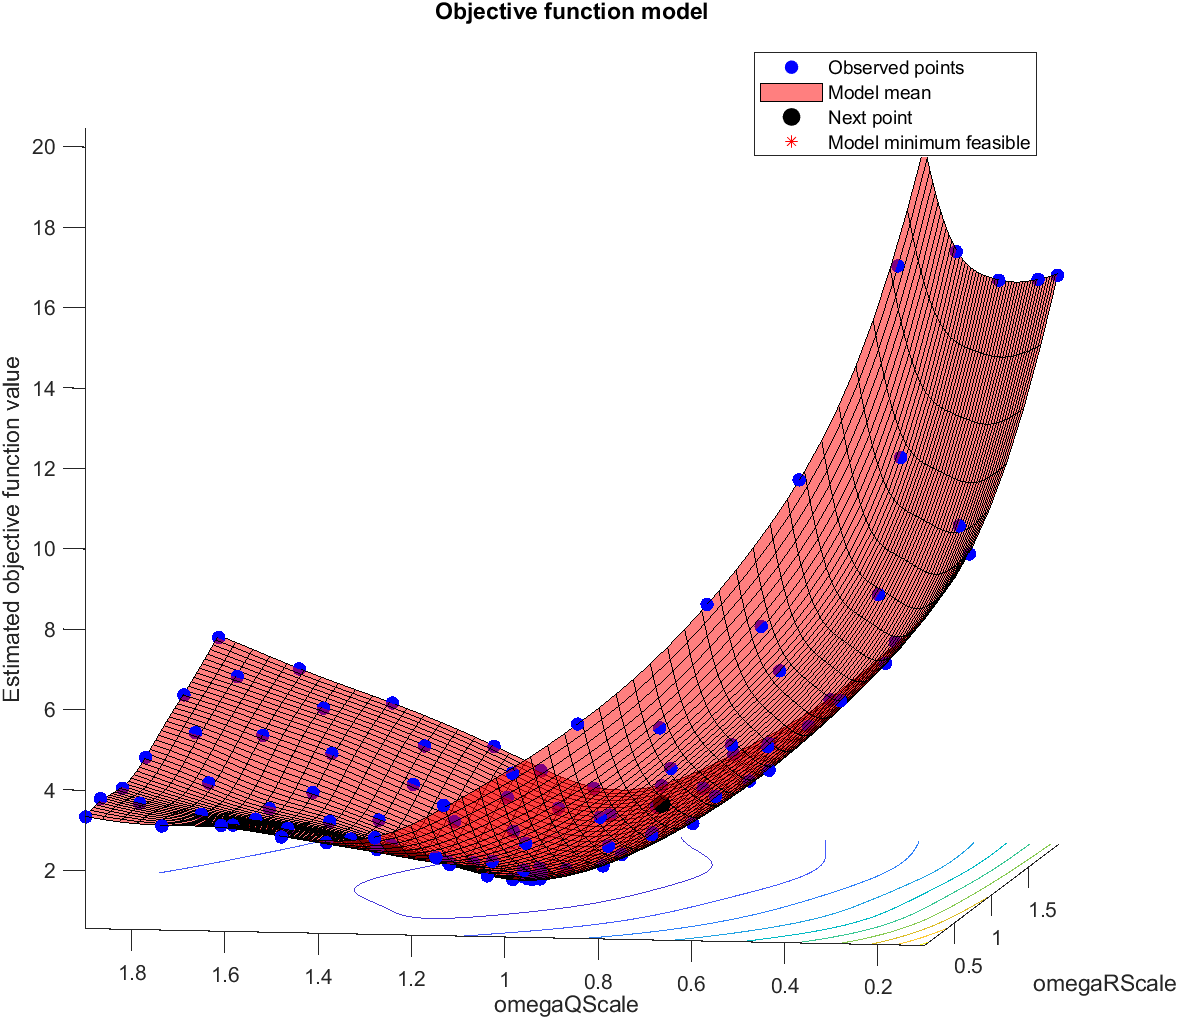 Objective function model
Observed points
Model mean
Next point
Model minimum feasible
Estimated objective function value
20
18
16
14
12
10
8
6
4
2
1.8
1.6
1.4
1.2
1
0.8
0.6
0.4
0.2
omegaQScale
0.5
1
1.5
omegaRScale